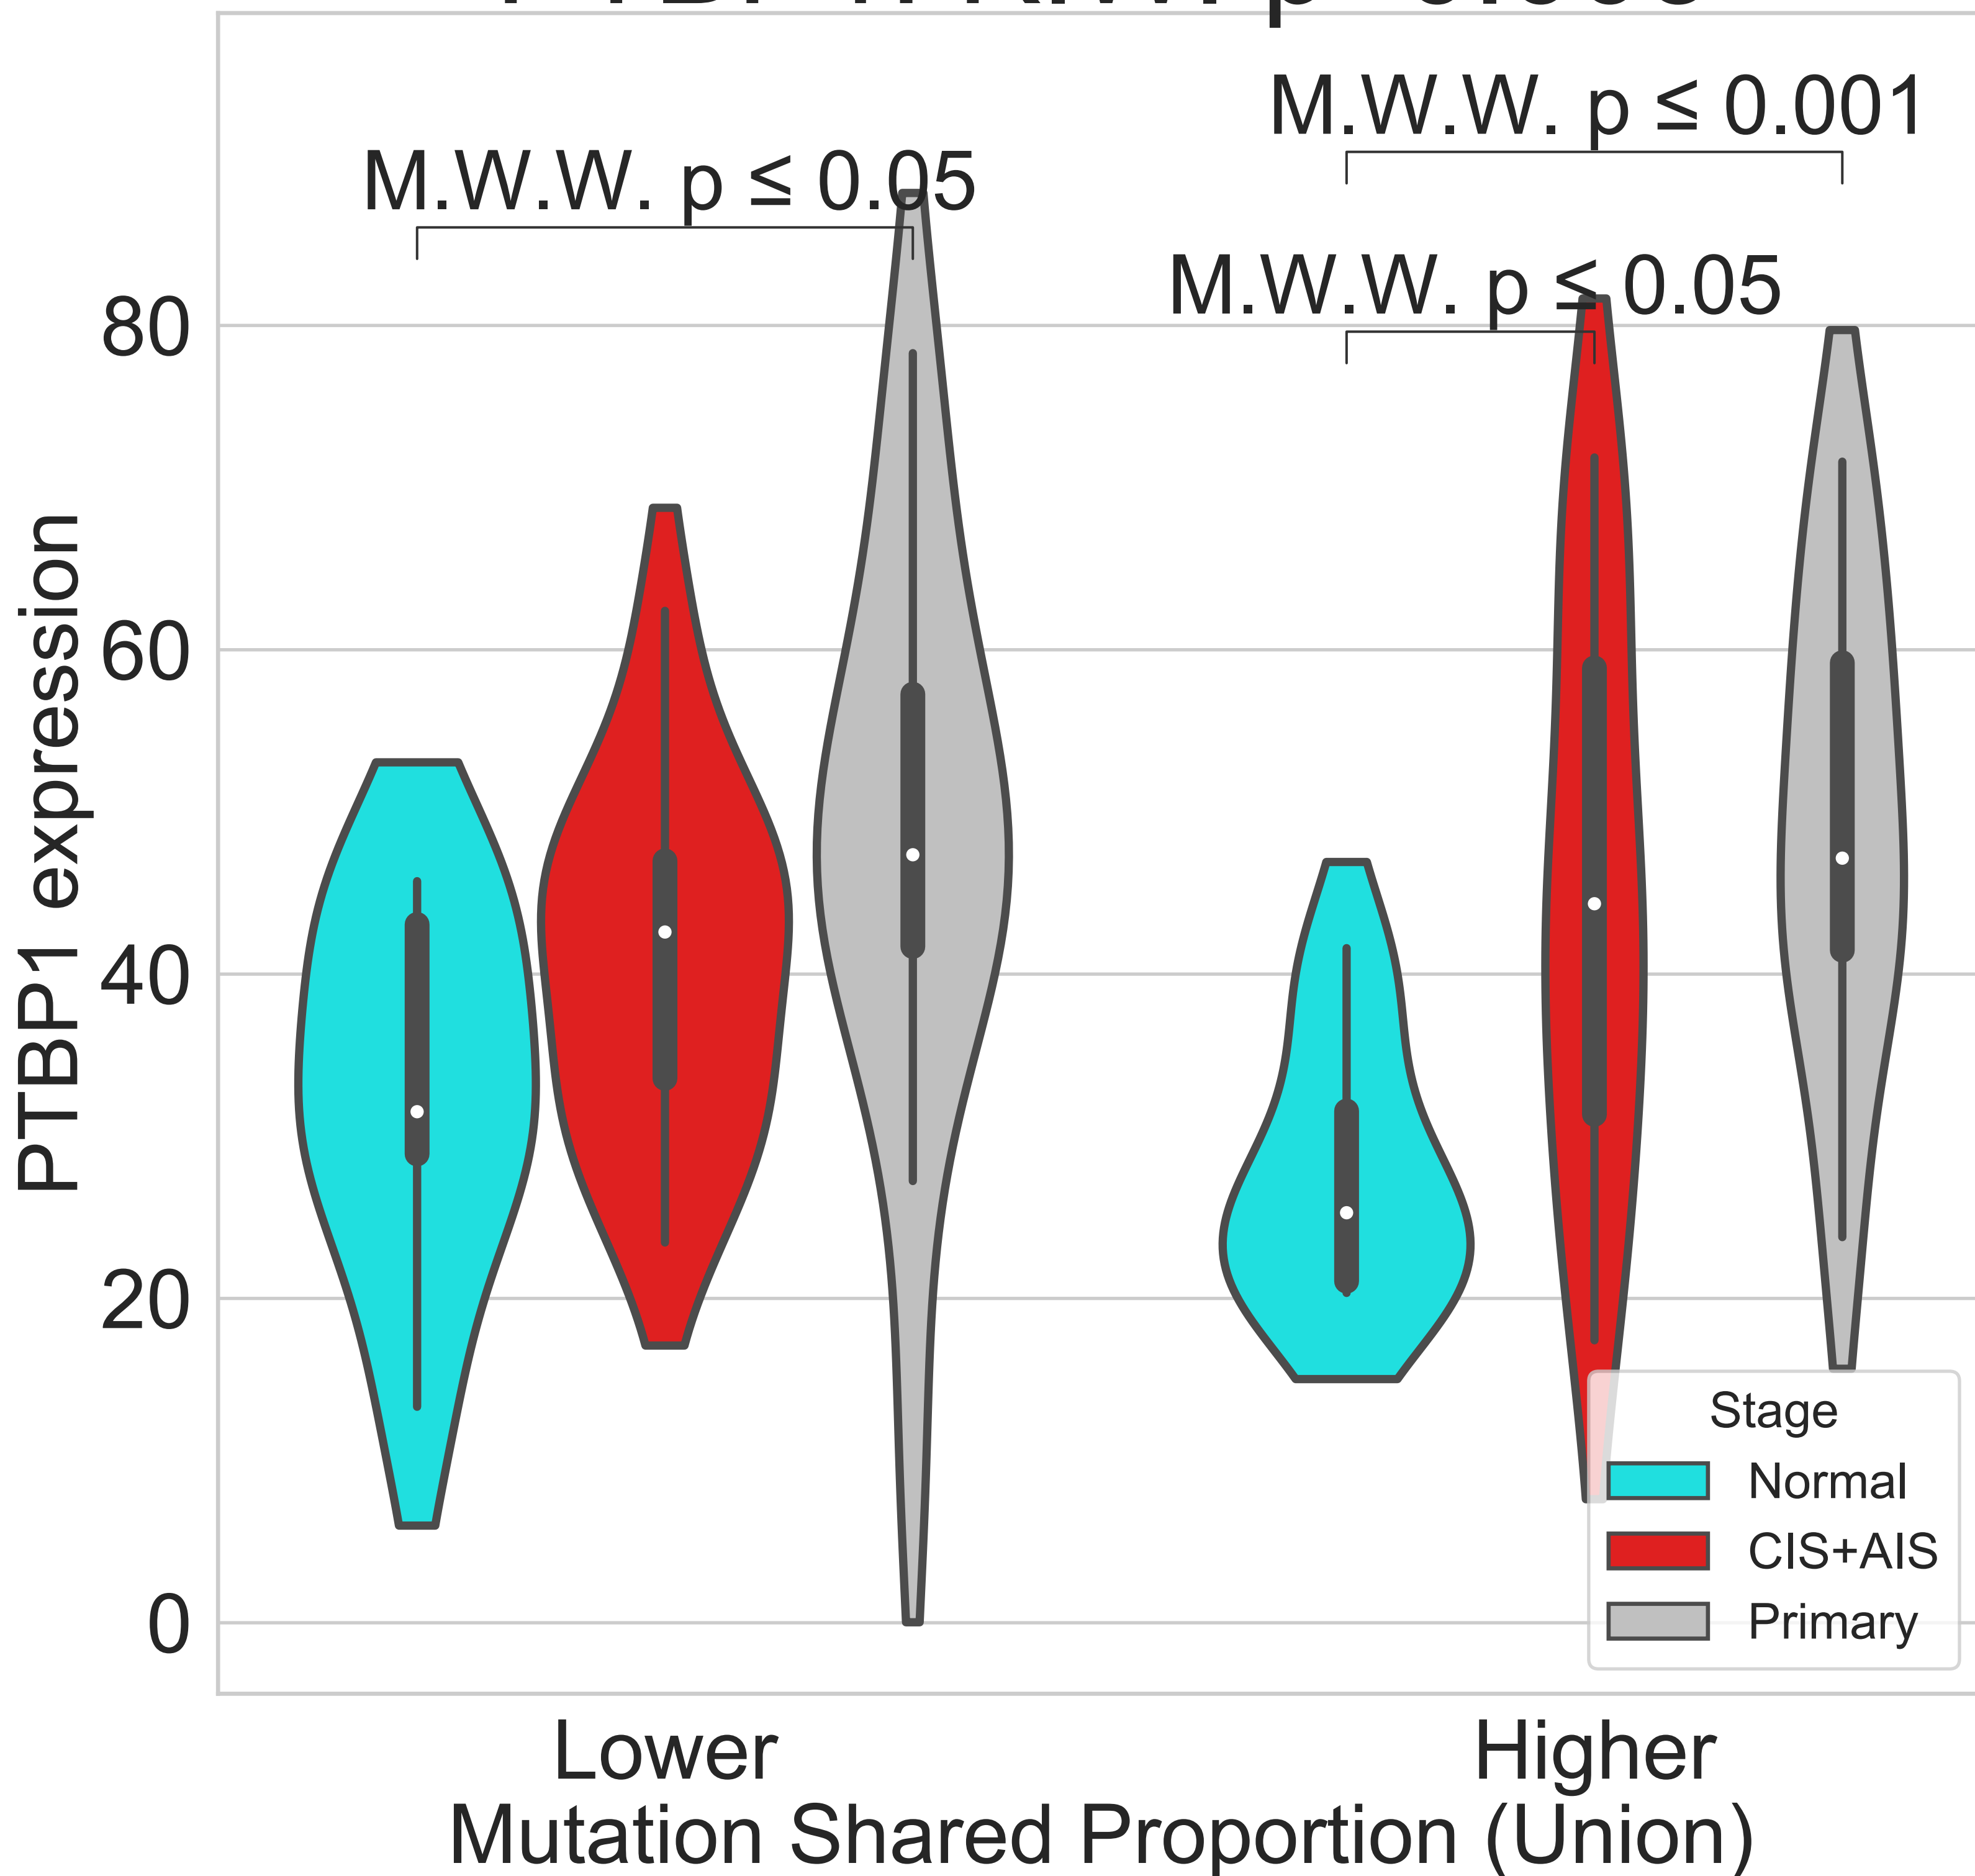 M.W.W. p ≤ 0.001
M.W.W. p ≤ 0.05
M.W.W. p ≤ 0.05
80
60
40
20
0
PTBP1 expression
Stage
Normal
CIS+AIS
Primary
Lower
Higher
Mutation Shared Proportion (Union)